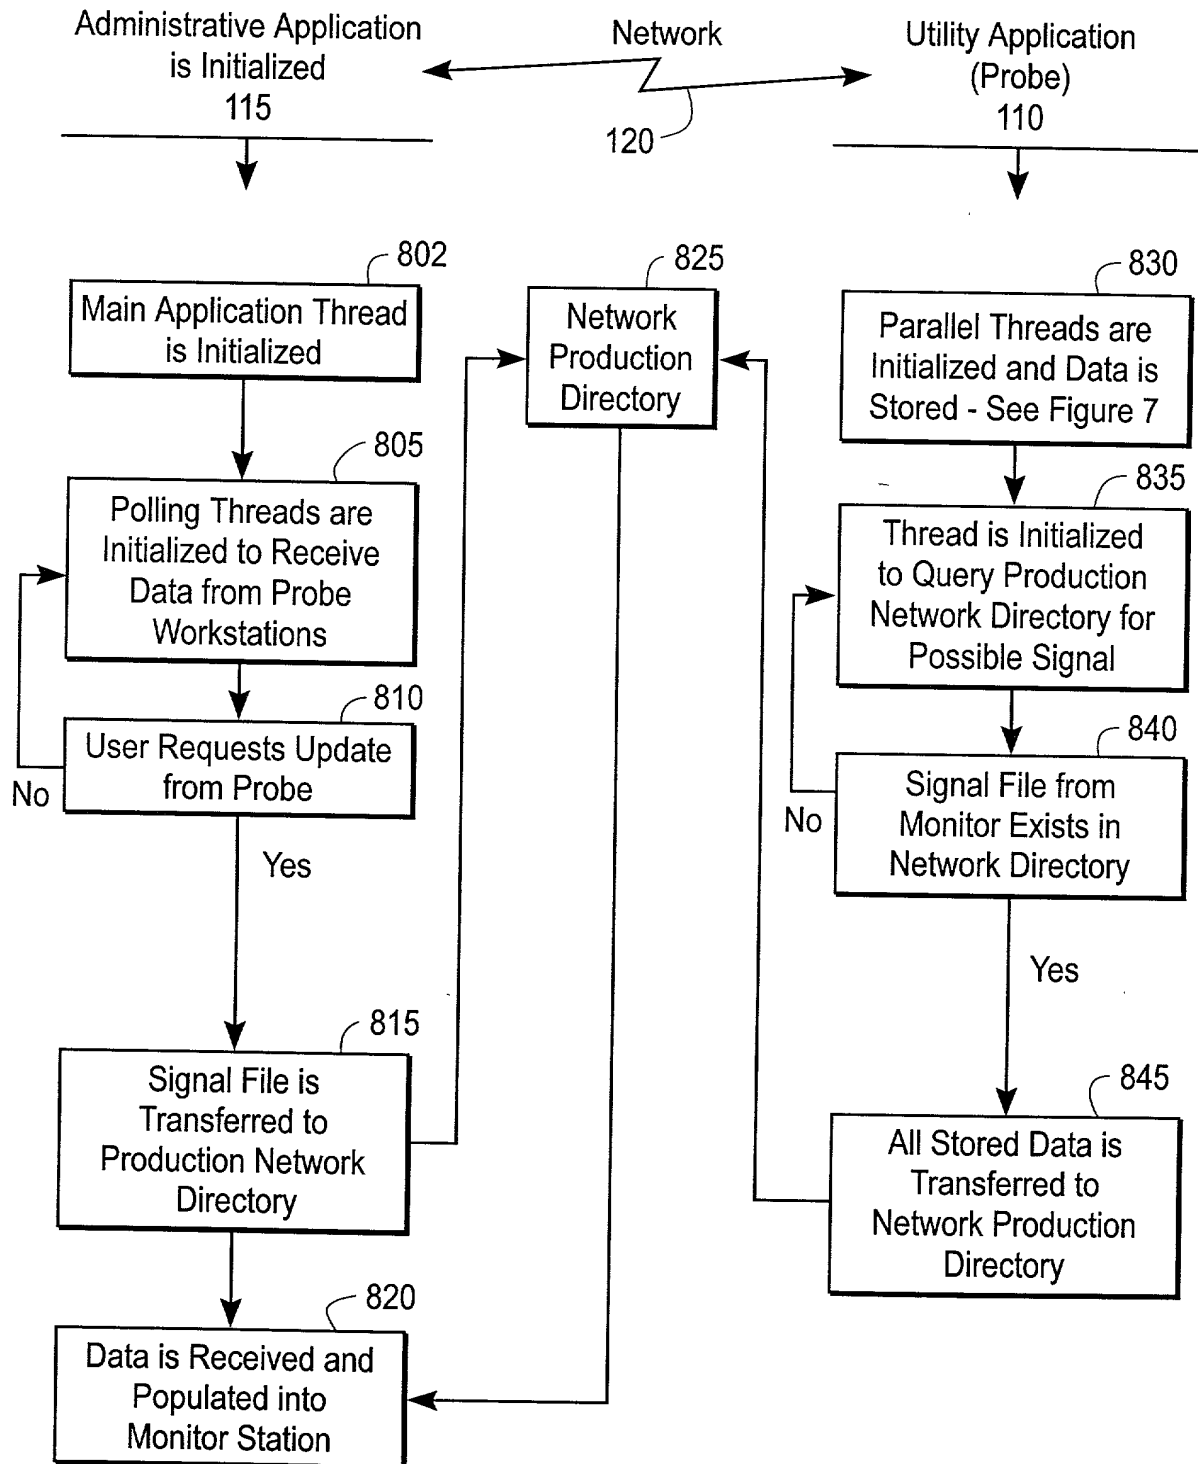 Administrative Application
is Initialized
115
Network
120
Utility Application
(Probe)
110
802
Main Application Thread
is Initialized
805
Polling Threads are
Initialized to Receive
Data from Probe
Workstations
810
User Requests Update
from Probe
No
Yes
815
Signal File is
Transferred to
Production Network
Directory
820
Data is Received and
Populated into
Monitor Station
825
Network
Production
Directory
830
Parallel Threads are
Initialized and Data is
Stored - See Figure 7
835
Thread is Initialized
to Query Production
Network Directory for
Possible Signal
840
Signal File from
Monitor Exists in
Network Directory
No
Yes
845
All Stored Data is
Transferred to
Network Production
Directory